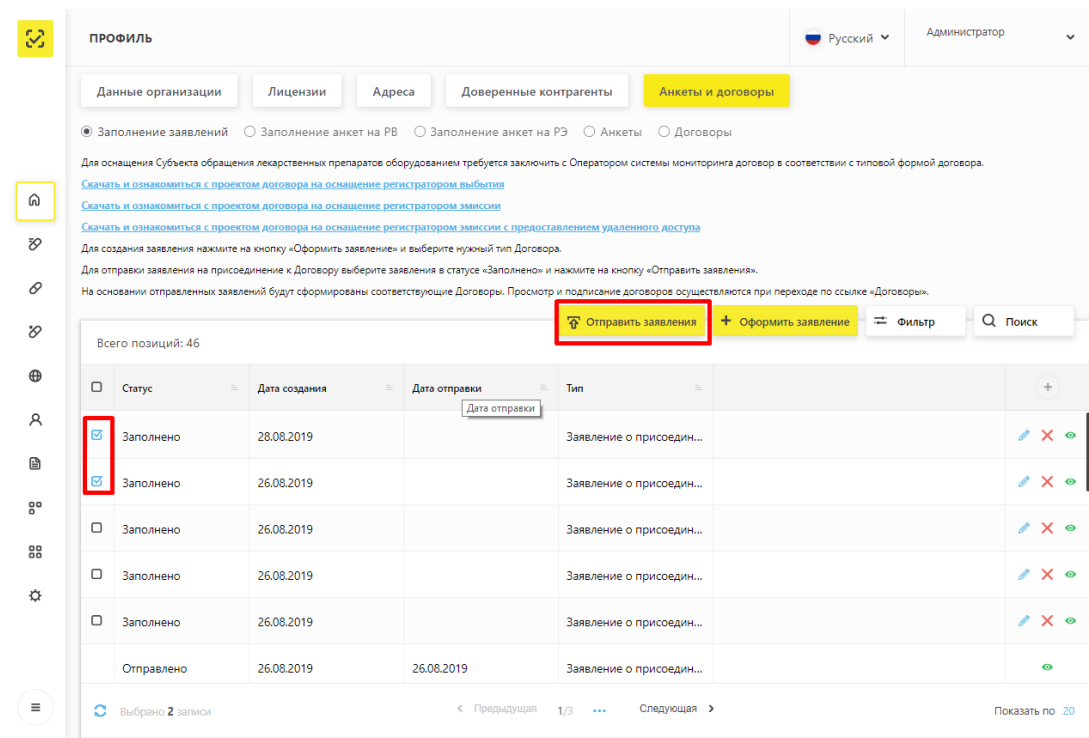 ПРОФИЛЬ
Русский
Администратор
Данные организации
Лицензии
Адреса
Доверенные контрагенты
Анкеты и договоры
Заполнение заявлений
Заполнение анкет на РВ
Заполнение анкет на РЭ
Анкеты
Договоры
Для оснащения Субъекта обращения лекарственных препаратов оборудованием требуется заключить с Оператором системы мониторинга договор в соответствии с типовой формой договора.
Скачать и ознакомиться с проектом договора на оснащение регистратором выбытия
Скачать и ознакомиться с проектом договора на оснащение регистратором эмиссии
Скачать и ознакомиться с проектом договора на оснащение регистратором эмиссии с предоставлением удаленного доступа
Для создания заявления нажмите на кнопку «Оформить заявление» и выберите нужный тип Договора.
Для отправки заявления на присоединение к Договору выберите заявления в статусе «Заполнено» и нажмите на кнопку «Отправить заявления».
На основании отправленных заявлений будут сформированы соответствующие Договоры. Просмотр и подписание договоров осуществляются при переходе по ссылке «Договоры».
Отправить заявления
+ Оформить заявление
Фильтр
Поиск
Всего позиций: 46
Статус
Дата создания
Дата отправки
Тип
Дата отправки
Заполнено 28.08.2019 Заявление о присоедин...
Заполнено 26.08.2019 Заявление о присоедин...
Заполнено 26.08.2019 Заявление о присоедин...
Заполнено 26.08.2019 Заявление о присоедин...
Заполнено 26.08.2019 Заявление о присоедин...
Отправлено 26.08.2019 26.08.2019 Заявление о присоедин...
Выбрано 2 записи
Предыдущая
1/3
...
Следующая
Показать по 20